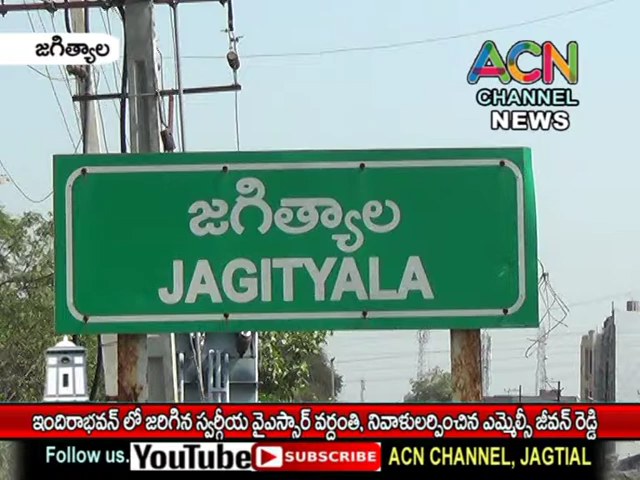 జగిత్యాల
ACN
CHANNEL
NEWS
జగిత్యాల
JAGITYALA
ఇందిరాభవన్ లో జరిగిన స్వర్గీయ వైఎస్సార్ వర్దంతి, నివాళులర్పించిన ఎమ్మెల్సీ జీవన్ రెడ్డి
Follow us. YouTube SUBSCRIBE ACN CHANNEL, JAGTIAL